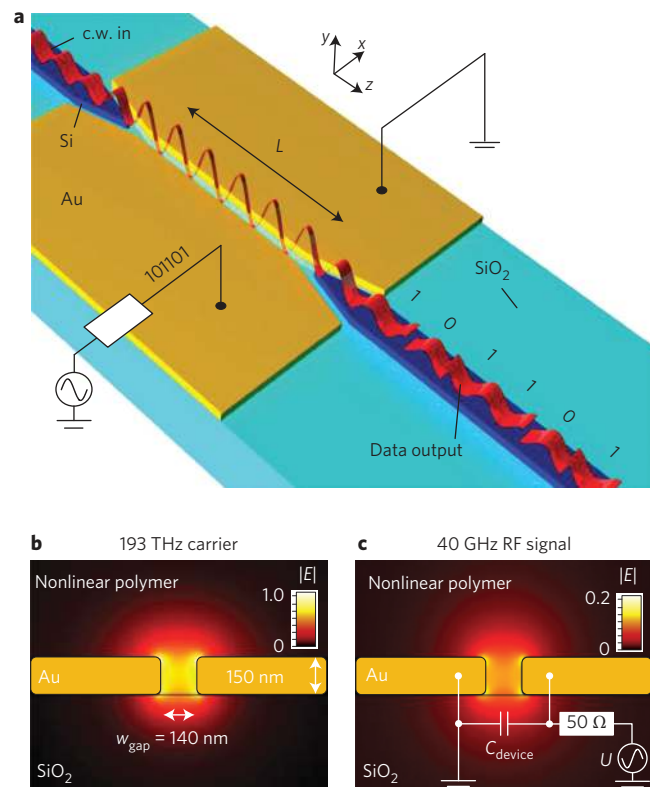 a
c.w. in
y
x
z
Si
L
Au
101101
SiO₂
1 0 1 1 0 1
Data output
b 193 THz carrier
Nonlinear polymer
|E|
1.0
0
Au
150 nm
w_gap = 140 nm
SiO₂
c 40 GHz RF signal
Nonlinear polymer
|E|
0.2
0
Au
50 Ω
C_device
U
SiO₂